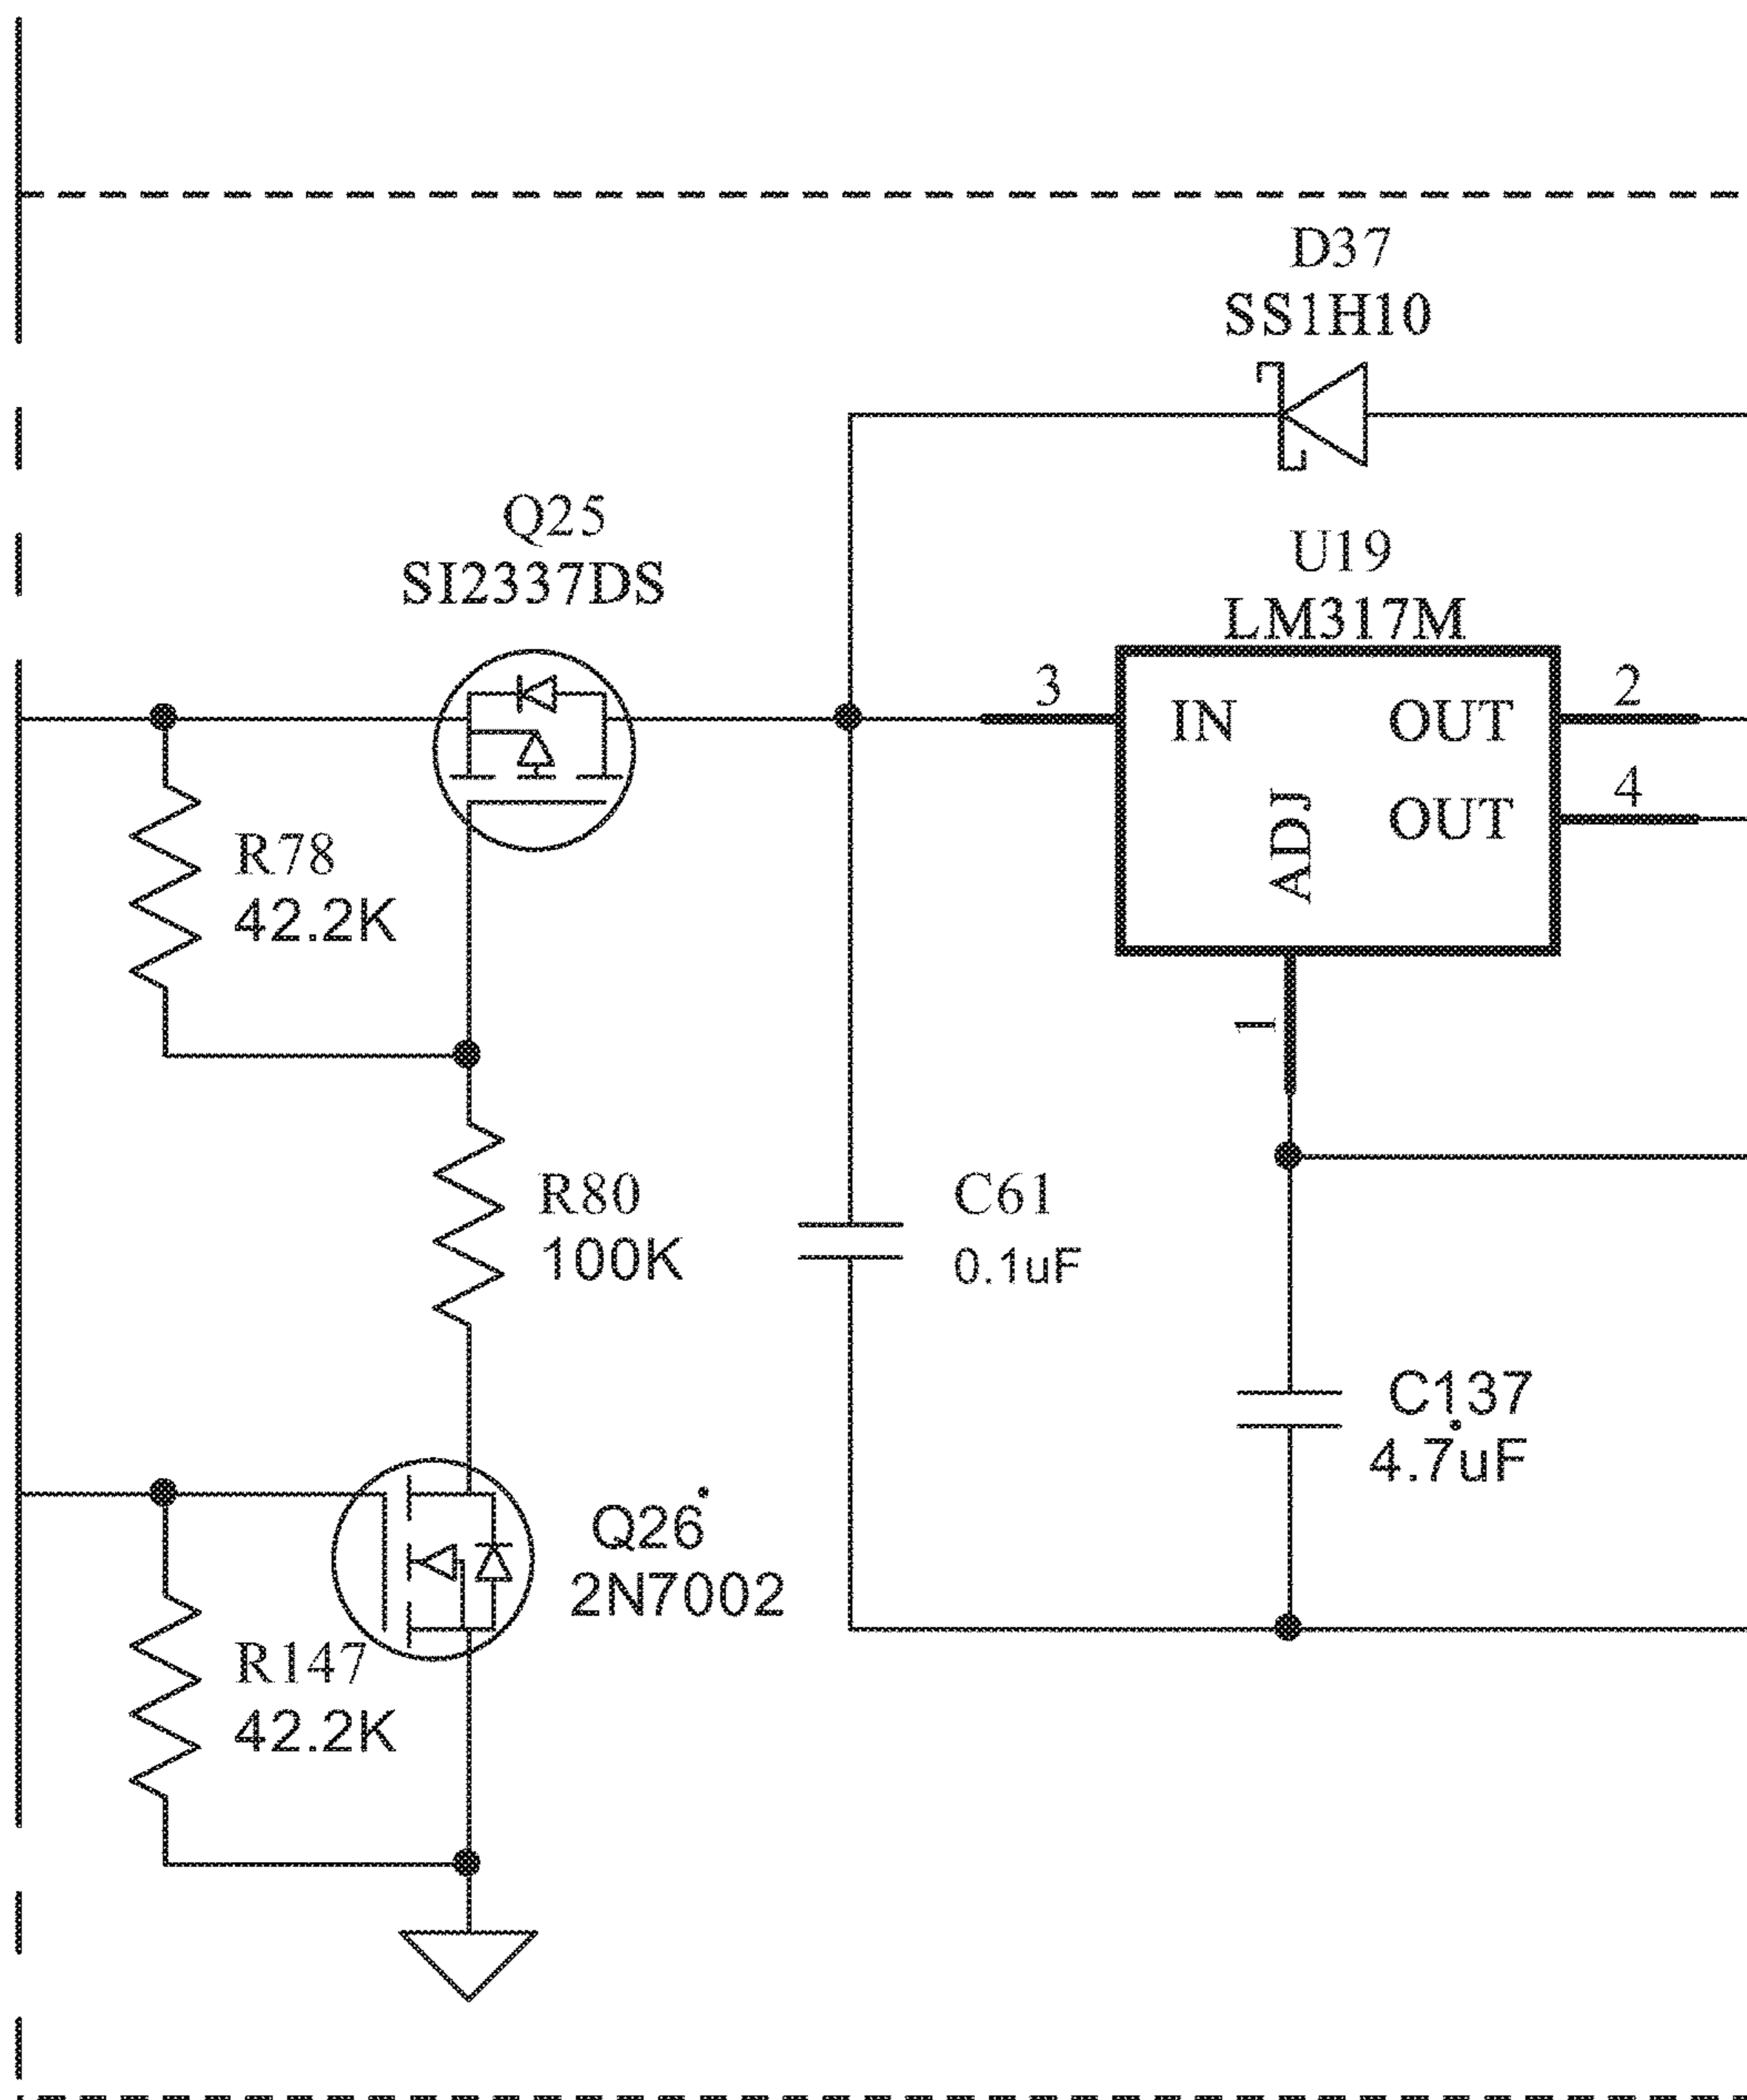 D37
SS1H10
Q25
SI2337DS
U19
LM317M
3
IN
OUT
2
OUT
4
ADJ
1
R78
42.2K
R80
100K
C61
0.1uF
C137
4.7uF
Q26
2N7002
R147
42.2K